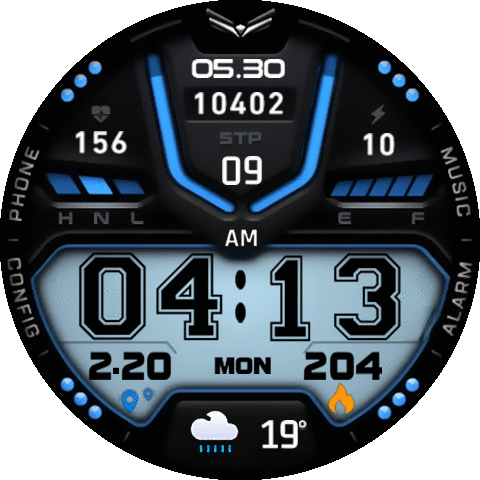 05.30
10402
STP
09
156
10
H N L
E F
PHONE
MUSIC
CONFIG
ALARM
AM
04:13
2.20 MON 204
19°